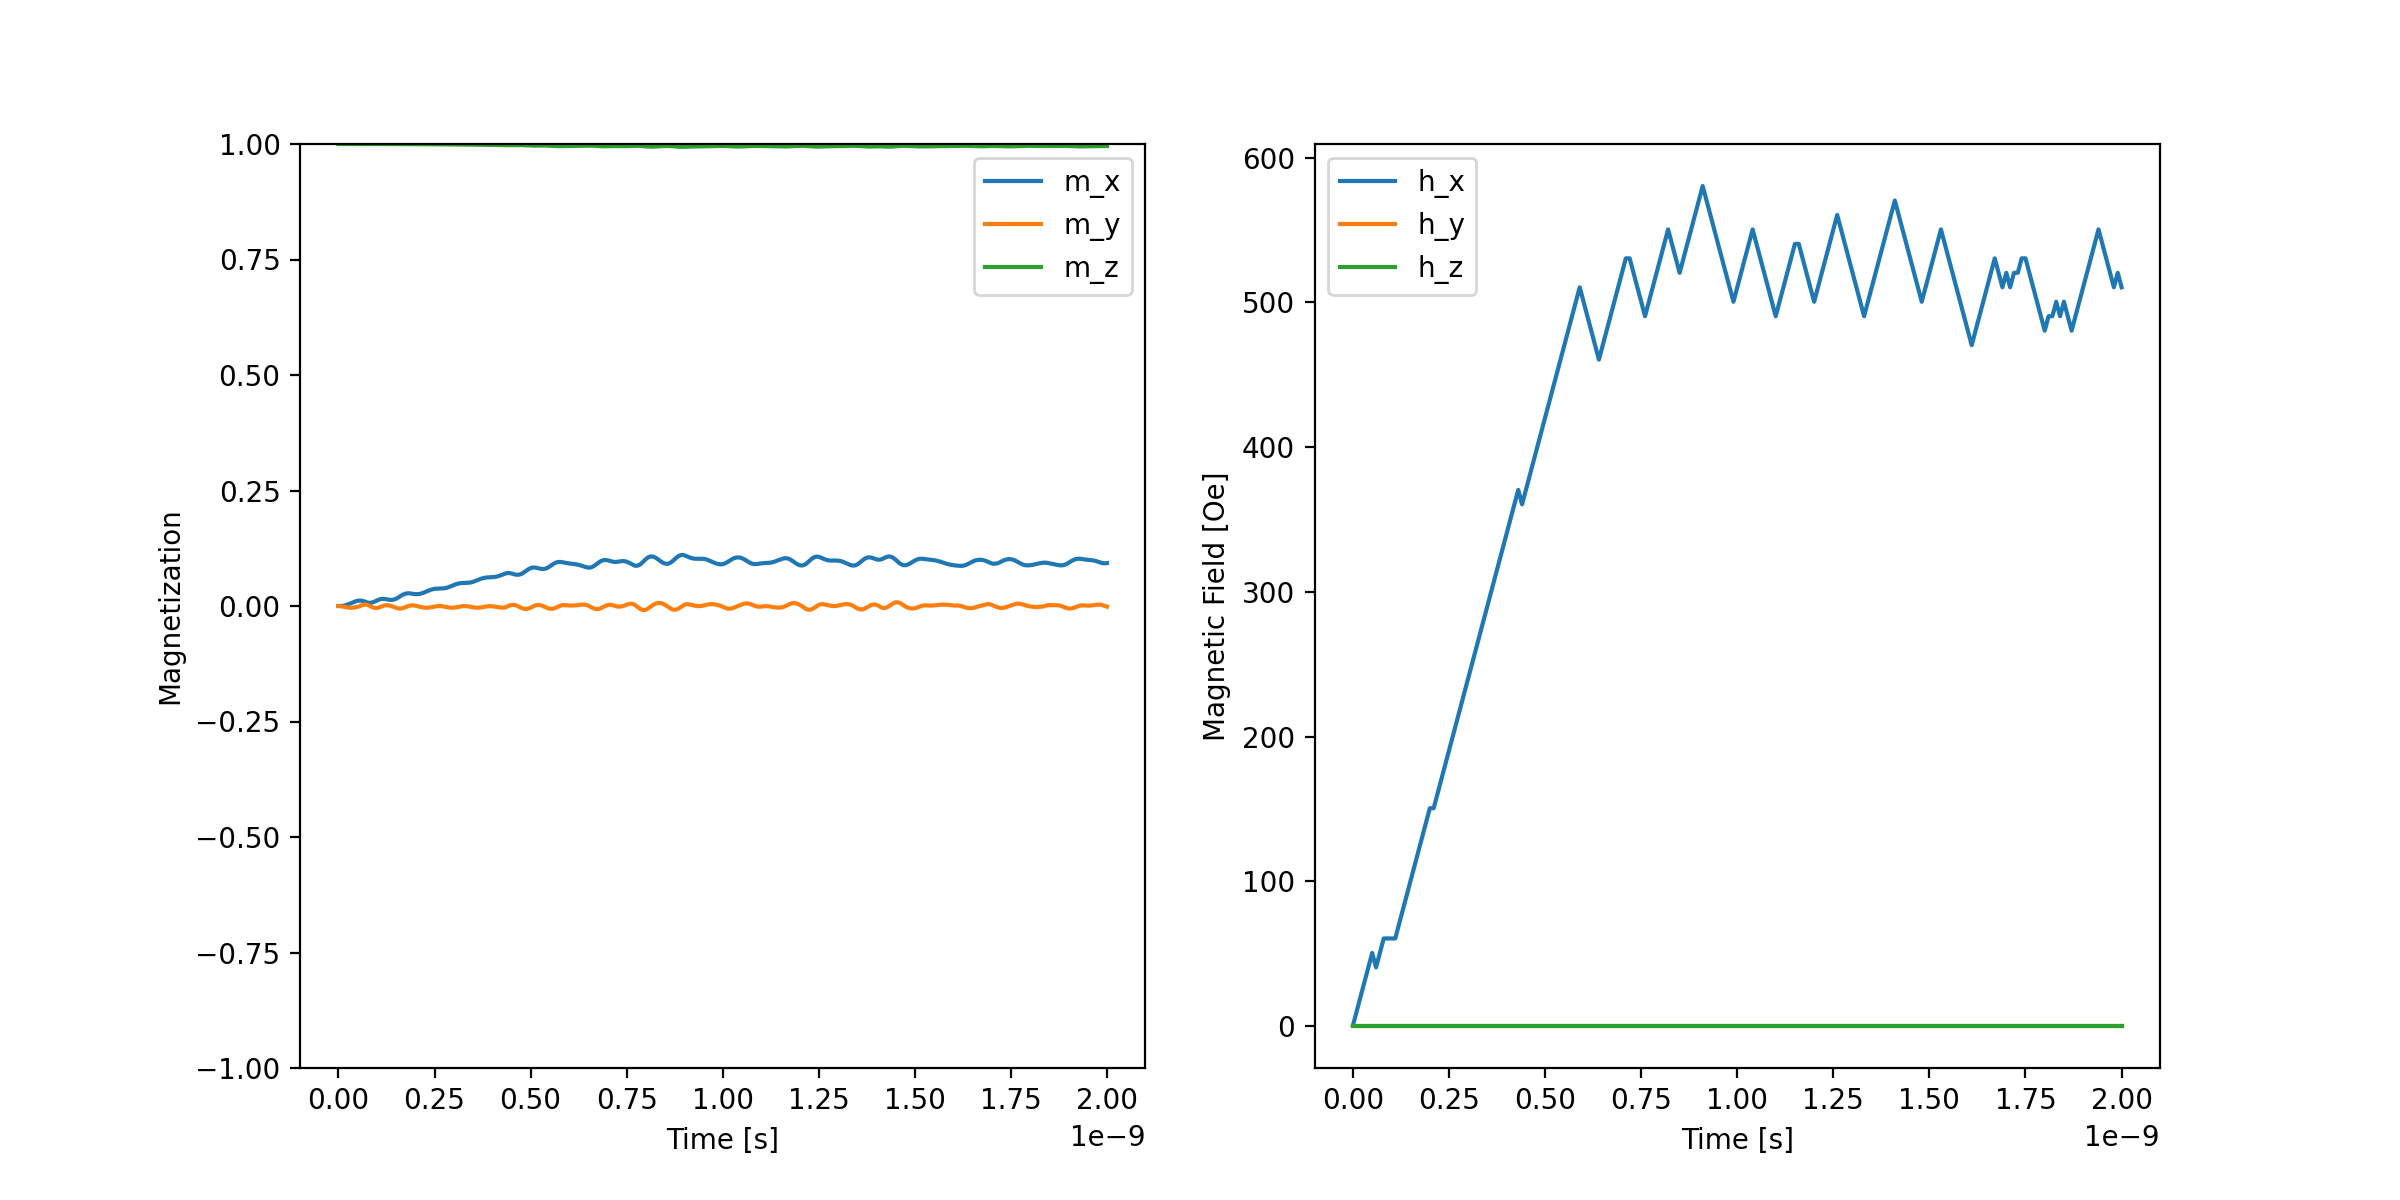 1.00
0.75
0.50
0.25
0.00
−0.25
−0.50
−0.75
−1.00
Magnetization
m_x
m_y
m_z
0.00 0.25 0.50 0.75 1.00 1.25 1.50 1.75 2.00
Time [s]
1e−9
600
500
400
300
200
100
0
Magnetic Field [Oe]
h_x
h_y
h_z
0.00 0.25 0.50 0.75 1.00 1.25 1.50 1.75 2.00
Time [s]
1e−9